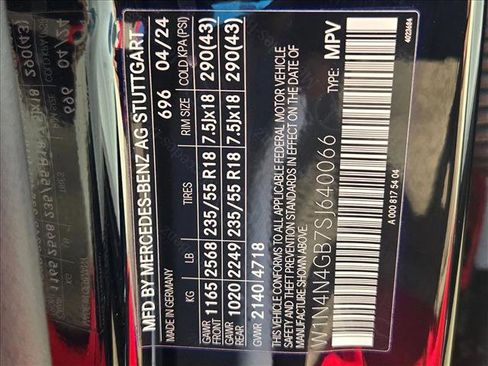 MFD BY MERCEDES-BENZ AG STUTTGART
MADE IN GERMANY 696 04/24
KG LB RIM SIZE COLD KPA(PSI)
GAWR FRONT 1165 2568 235/55 R18 7.5Jx18 290(43)
GAWR REAR 1020 2249 235/55 R18 7.5Jx18 290(43)
GVWR 2140 4718
THIS VEHICLE CONFORMS TO ALL APPLICABLE FEDERAL MOTOR VEHICLE
SAFETY AND THEFT PREVENTION STANDARDS IN EFFECT ON THE DATE OF
MANUFACTURE SHOWN ABOVE.
W1N4N4GB7SJ640066 TYPE: MPV
A 000 817 54 04
4022684